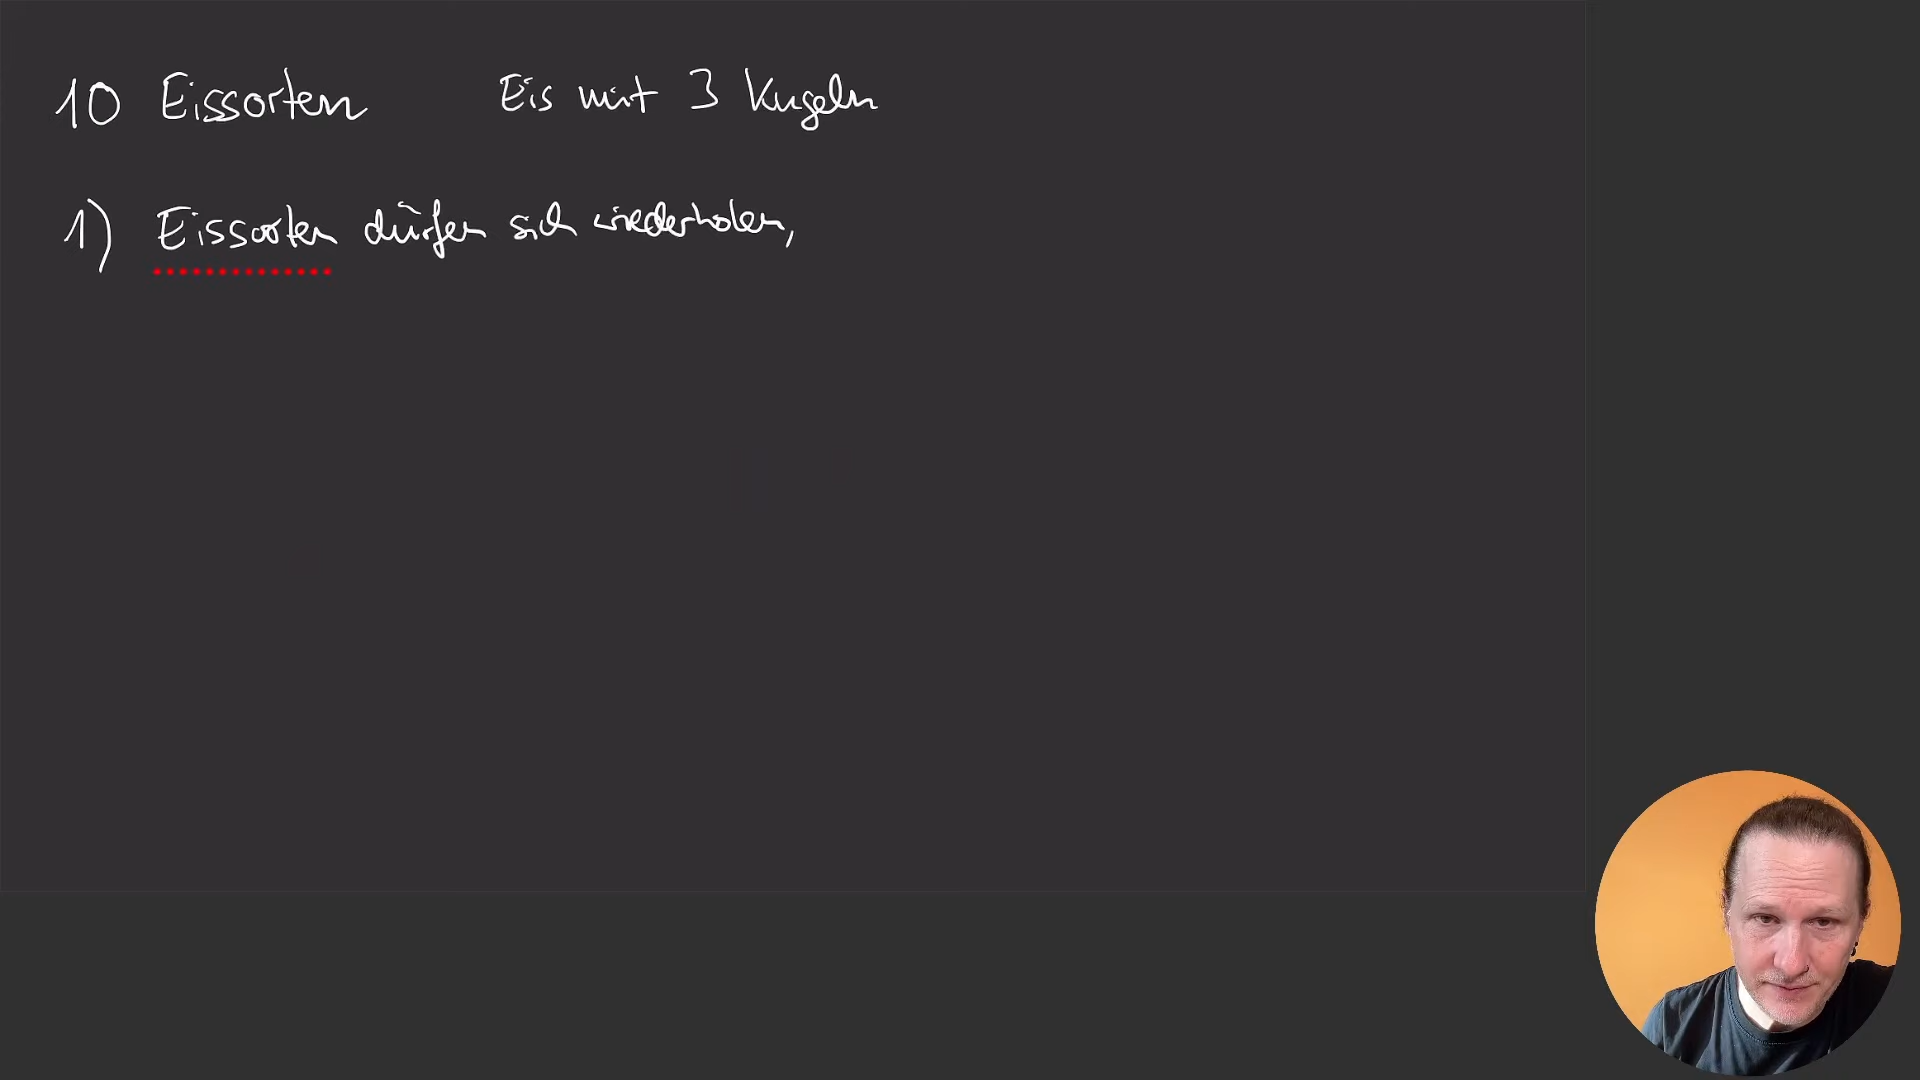 10 Eissorten Eis mit 3 Kugeln
1) Eissorten dürfen sich wiederholen,